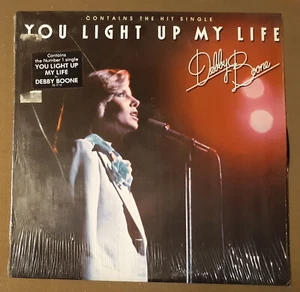 CONTAINS THE HIT SINGLE
YOU LIGHT UP MY LIFE
Contains
the Number 1 single
YOU LIGHT UP
MY LIFE
DEBBY BOONE
Debby
Boone